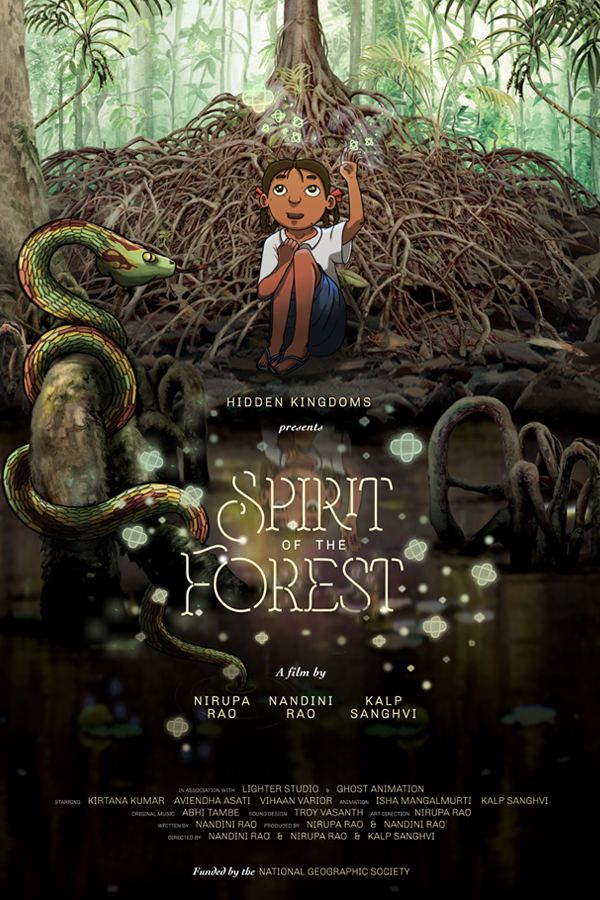 HIDDEN KINGDOMS
presents
SPIRIT
OF THE
FOREST
A film by
NIRUPA RAO NANDINI RAO KALP SANGHVI
IN ASSOCIATION WITH LIGHTER STUDIO & GHOST ANIMATION
STARRING KIRTANA KUMAR AVIENDHA ASATI VIHAAN VARIOR ANIMATION ISHA MANGALMURTI KALP SANGHVI
ORIGINAL MUSIC ABHI TAMBE SOUND DESIGN TROY VASANTH ART DIRECTION NIRUPA RAO
WRITTEN BY NANDINI RAO PRODUCED BY NIRUPA RAO & NANDINI RAO
DIRECTED BY NANDINI RAO & NIRUPA RAO & KALP SANGHVI
Funded by the NATIONAL GEOGRAPHIC SOCIETY